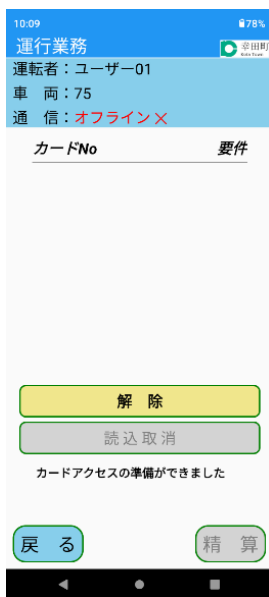 10:09 78%
運行業務 幸田町
運転者：ユーザー01
車　両：75
通　信：オフライン×
カードNo 要件
解　除
読込取消
カードアクセスの準備ができました
戻　る 精　算